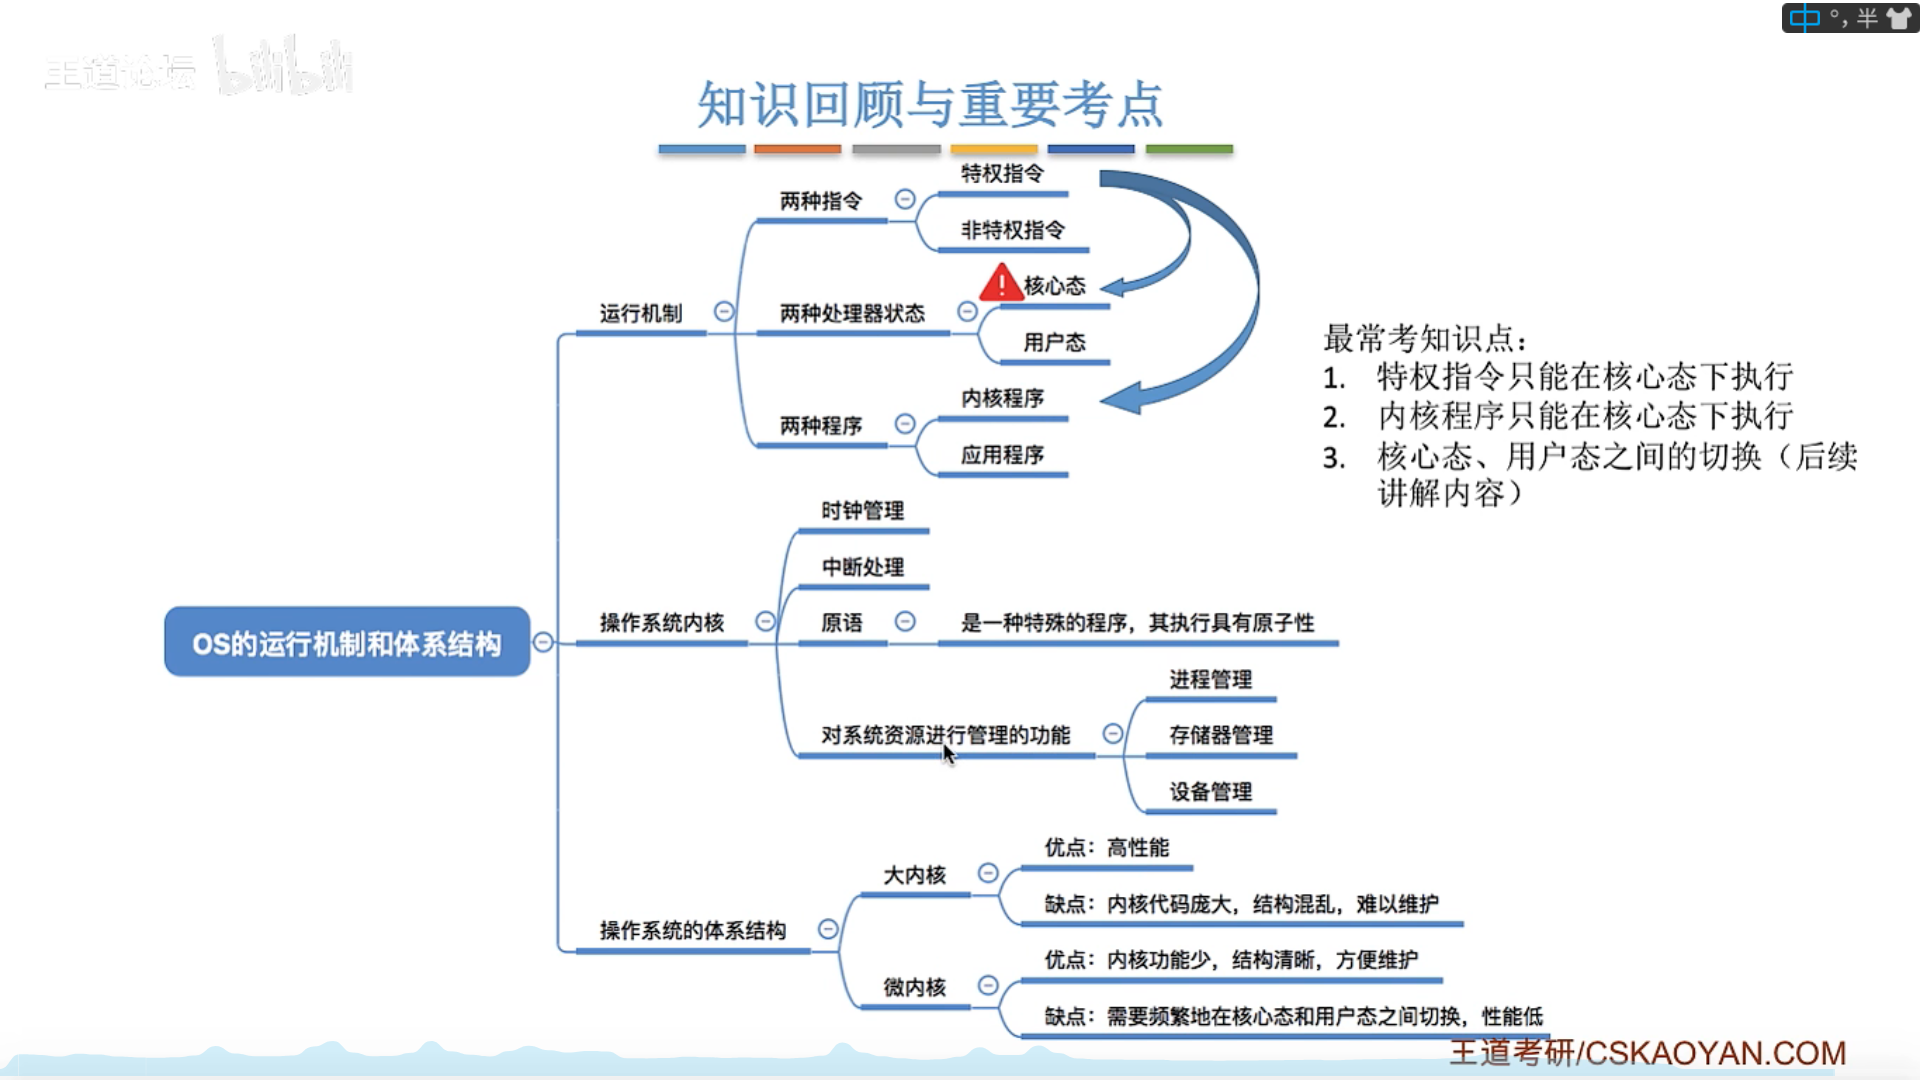 中 °, 半
王道论坛 bilibili
知识回顾与重要考点
特权指令
两种指令
非特权指令
核心态
运行机制
两种处理器状态
用户态
内核程序
两种程序
应用程序
最常考知识点：
1. 特权指令只能在核心态下执行
2. 内核程序只能在核心态下执行
3. 核心态、用户态之间的切换（后续
讲解内容）
时钟管理
中断处理
操作系统内核
原语
是一种特殊的程序，其执行具有原子性
OS的运行机制和体系结构
进程管理
对系统资源进行管理的功能
存储器管理
设备管理
优点：高性能
大内核
缺点：内核代码庞大，结构混乱，难以维护
操作系统的体系结构
优点：内核功能少，结构清晰，方便维护
微内核
缺点：需要频繁地在核心态和用户态之间切换，性能低
王道考研/CSKAOYAN.COM